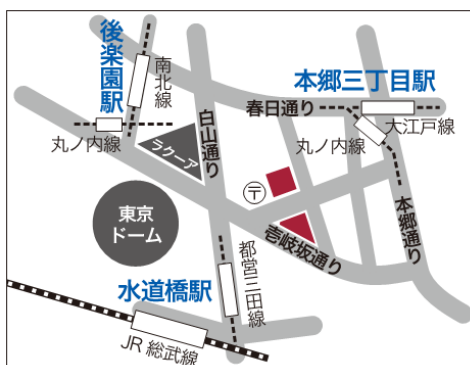 後楽園駅
南北線
丸ノ内線
ラクーア
白山通り
春日通り
本郷三丁目駅
大江戸線
丸ノ内線
本郷通り
〒
東京
ドーム
壱岐坂通り
都営三田線
水道橋駅
JR 総武線